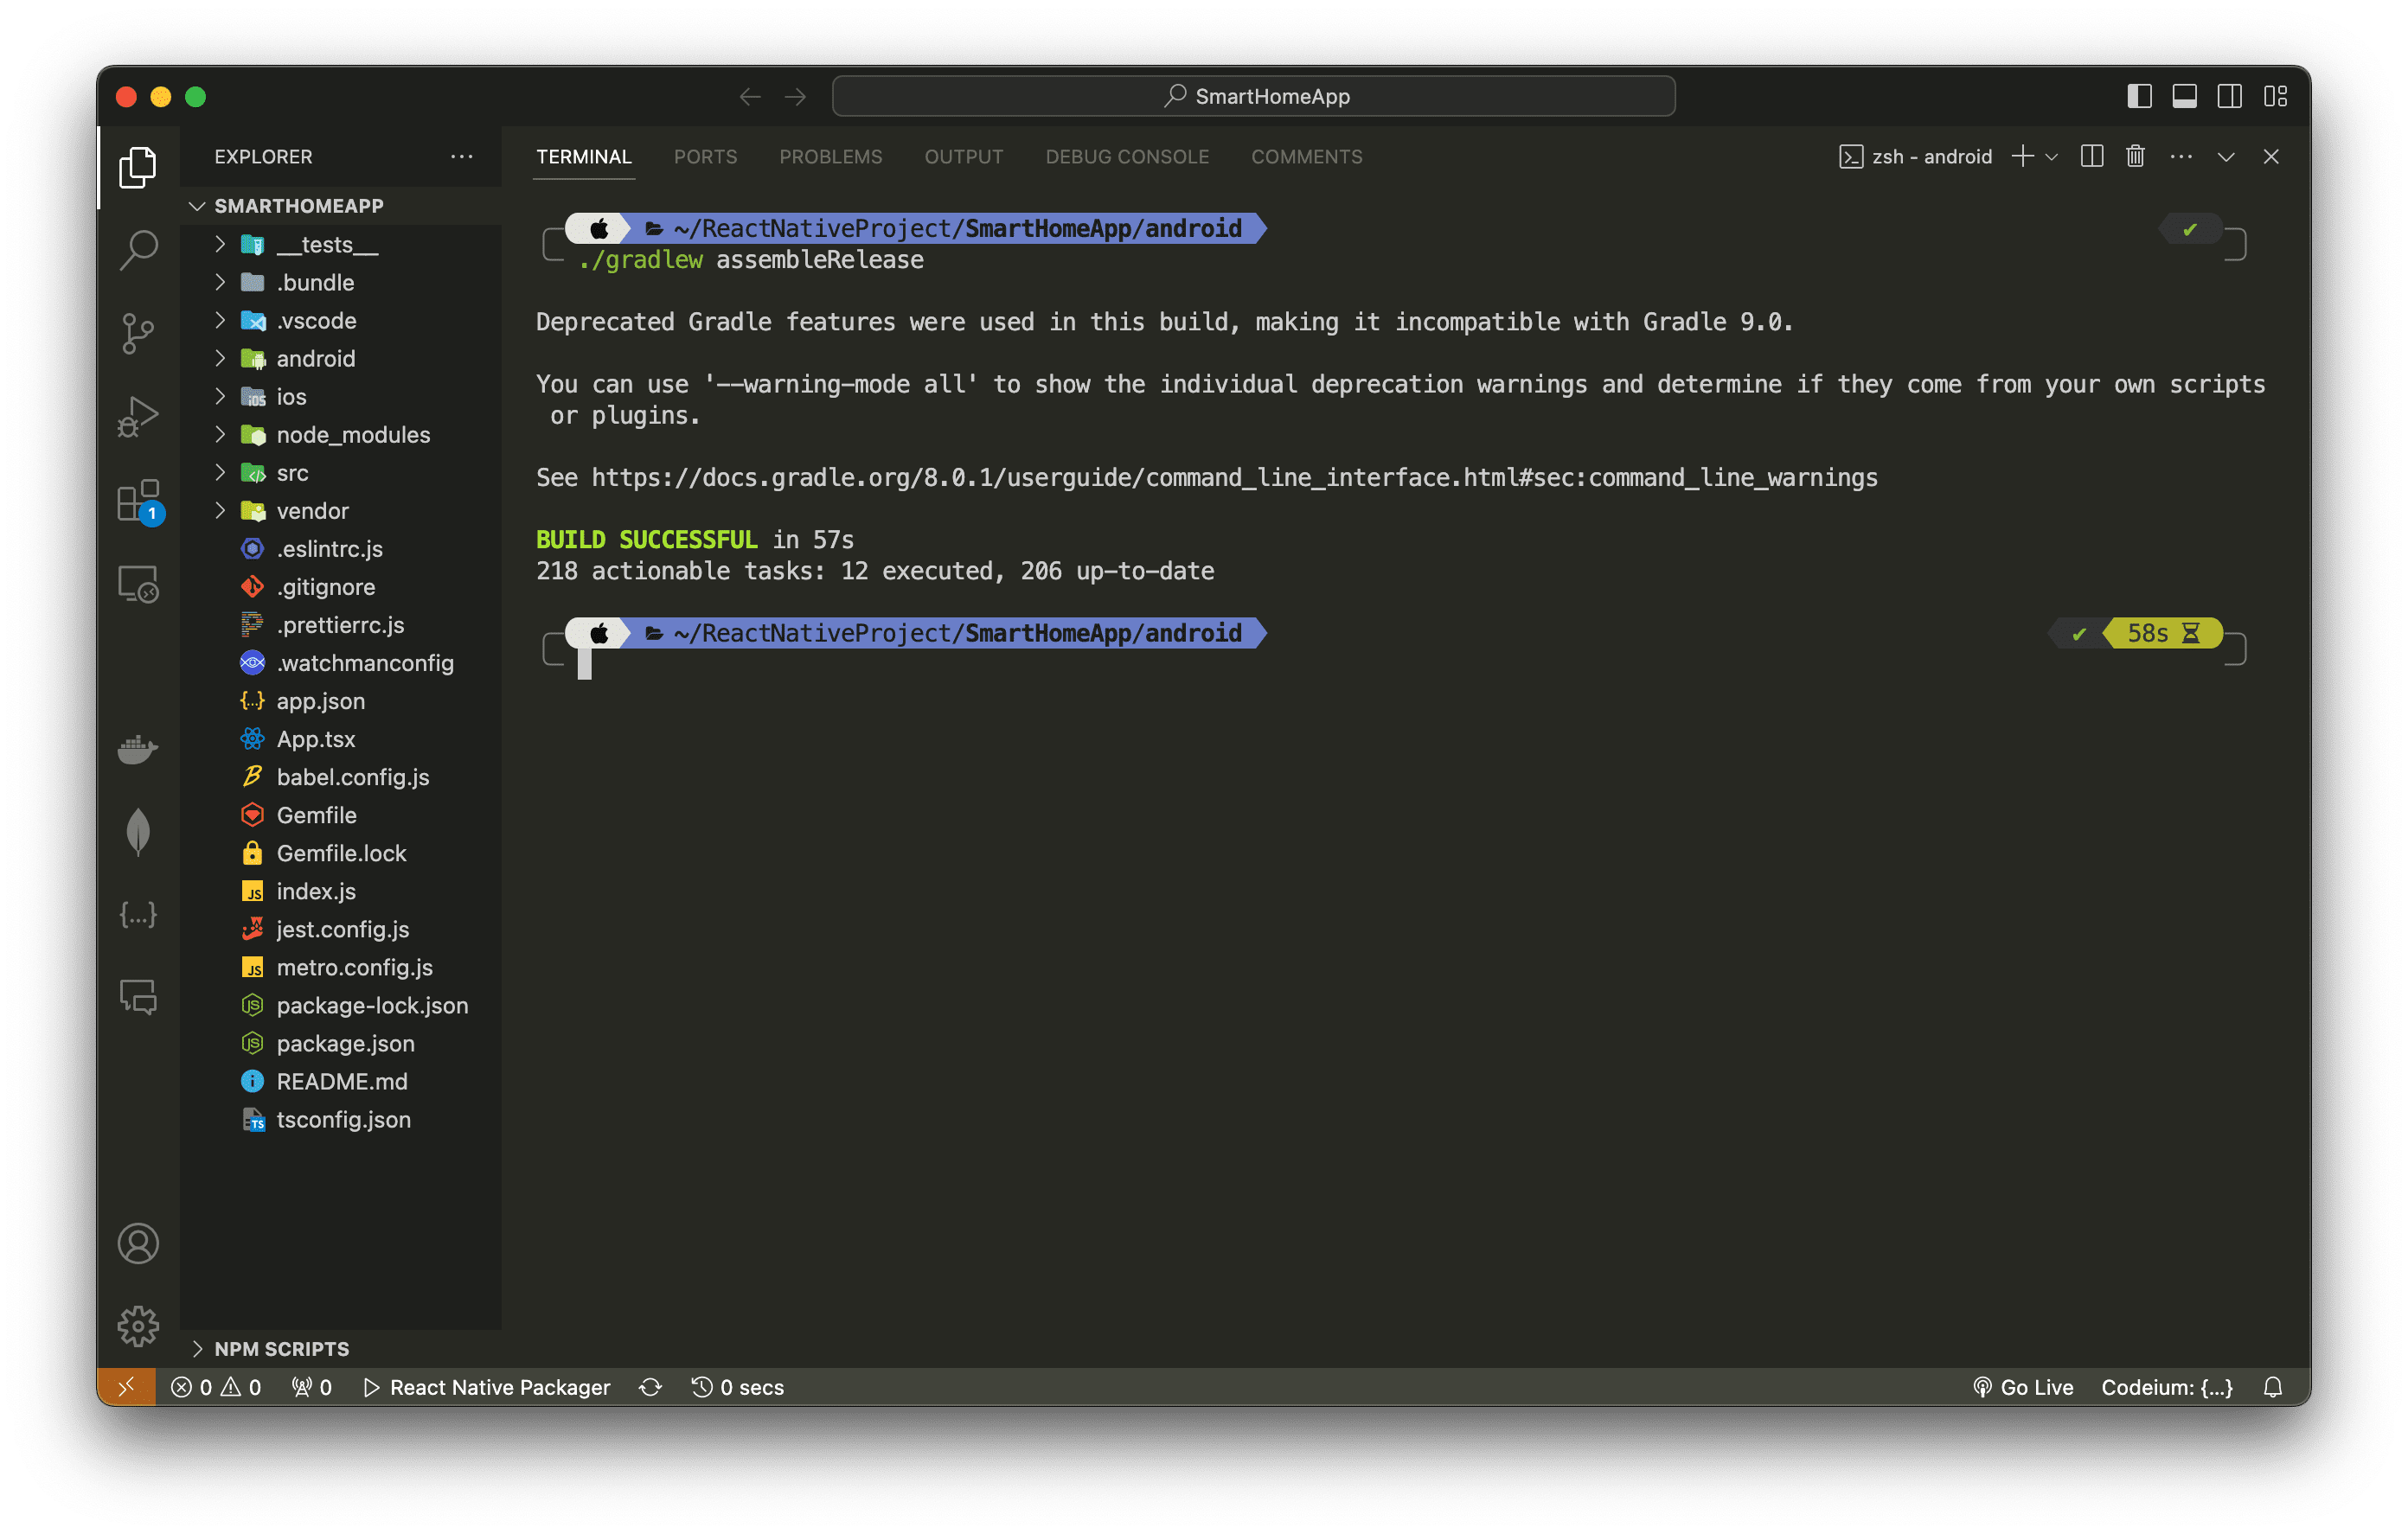 SmartHomeApp
EXPLORER
SMARTHOMEAPP
__tests__
.bundle
.vscode
android
ios
node_modules
src
vendor
.eslintrc.js
.gitignore
.prettierrc.js
.watchmanconfig
app.json
App.tsx
babel.config.js
Gemfile
Gemfile.lock
index.js
jest.config.js
metro.config.js
package-lock.json
package.json
README.md
tsconfig.json
NPM SCRIPTS
1
TERMINAL PORTS PROBLEMS OUTPUT DEBUG CONSOLE COMMENTS zsh - android
~/ReactNativeProject/SmartHomeApp/android
./gradlew assembleRelease
Deprecated Gradle features were used in this build, making it incompatible with Gradle 9.0.
You can use '--warning-mode all' to show the individual deprecation warnings and determine if they come from your own scripts
or plugins.
See https://docs.gradle.org/8.0.1/userguide/command_line_interface.html#sec:command_line_warnings
BUILD SUCCESSFUL in 57s
218 actionable tasks: 12 executed, 206 up-to-date
~/ReactNativeProject/SmartHomeApp/android 58s
0 0 0 React Native Packager 0 secs Go Live Codeium: {...}